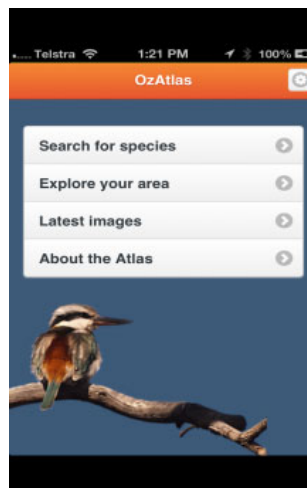 Telstra 1:21 PM 100%
OzAtlas
Search for species
Explore your area
Latest images
About the Atlas